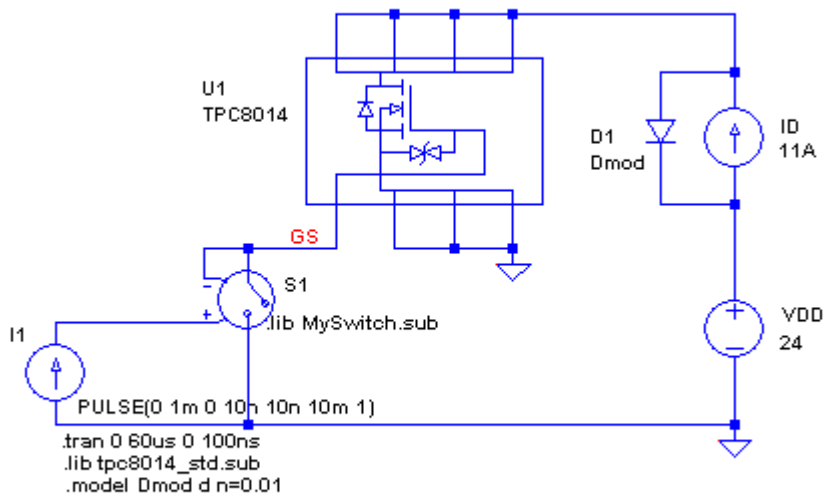 U1
TPC8014
D1
Dmod
ID
11A
GS
S1
.lib MySwitch.sub
I1
VDD
24
PULSE(0 1m 0 10n 10n 10m 1)
.tran 0 60us 0 100ns
.lib tpc8014_std.sub
.model Dmod d n=0.01